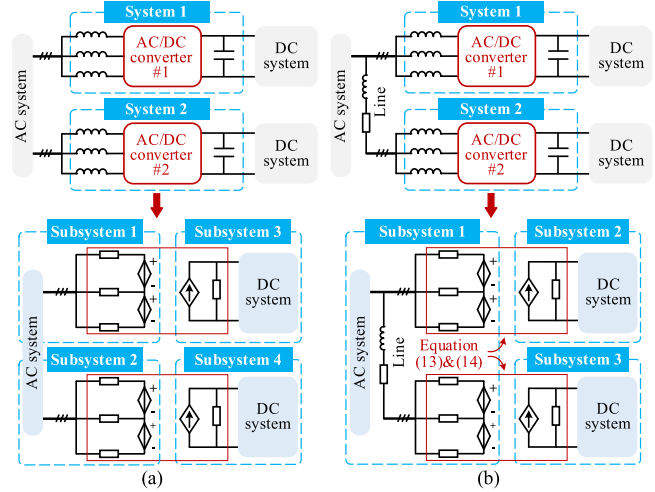 System 1
AC/DC
converter
#1
DC
system
AC system
System 2
AC/DC
converter
#2
DC
system
System 1
AC/DC
converter
#1
DC
system
AC system
Line
System 2
AC/DC
converter
#2
DC
system
Subsystem 1
Subsystem 3
+
-
+
-
DC
system
AC system
Subsystem 2
Subsystem 4
+
-
+
-
DC
system
(a)
Subsystem 1
Subsystem 2
+
-
+
-
DC
system
AC system
Line
Equation
(13)&(14)
Subsystem 3
+
-
+
-
DC
system
(b)